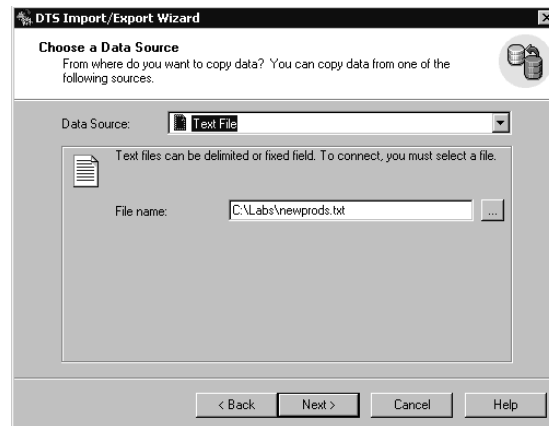 DTS Import/Export Wizard
Choose a Data Source
From where do you want to copy data? You can copy data from one of the
following sources.
Data Source: Text File
Text files can be delimited or fixed field. To connect, you must select a file.
File name: C:\Labs\newprods.txt ...
< Back Next > Cancel Help